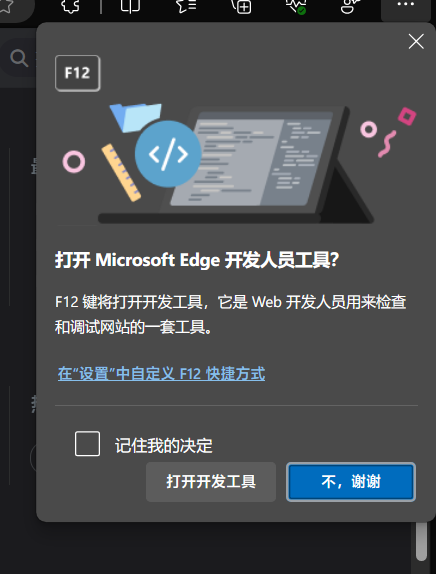 F12
打开 Microsoft Edge 开发人员工具?
F12 键将打开开发工具，它是 Web 开发人员用来检查
和调试网站的一套工具。
在“设置”中自定义 F12 快捷方式
记住我的决定
打开开发工具
不，谢谢